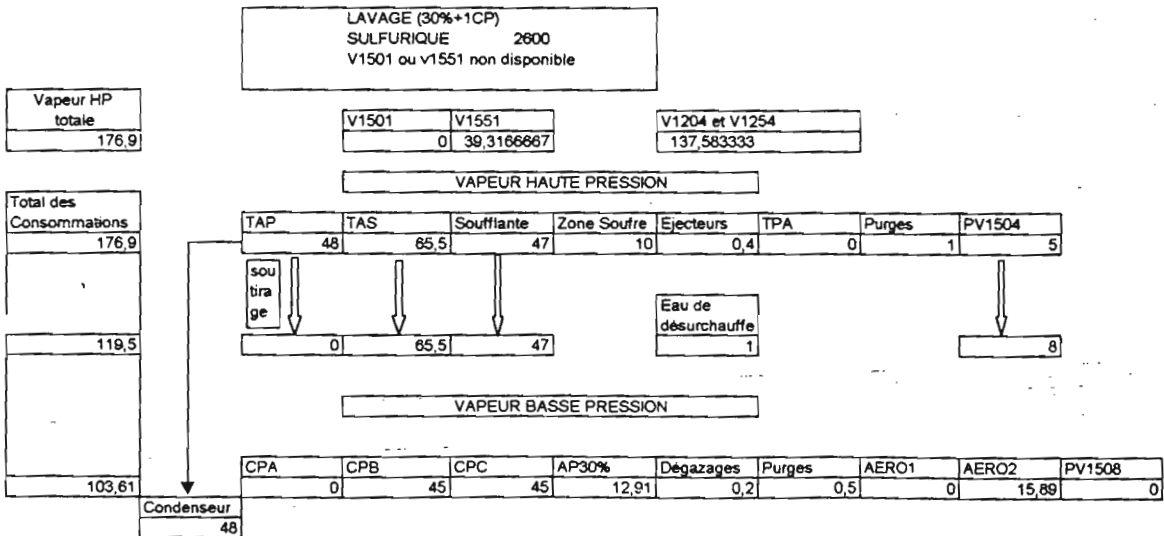 LAVAGE (30%+1CP)
SULFURIQUE 2600
V1501 ou v1551 non disponible
Vapeur HP
totale
176,9
V1501 V1551
0 39,3166667
V1204 et V1254
137,583333
VAPEUR HAUTE PRESSION
Total des
Consommations
176,9
TAP TAS Soufflante Zone Soufre Ejecteurs TPA Purges PV1504
48 65,5 47 10 0,4 0 1 5
sou
tira
ge
Eau de
désurchauffe
119,5 0 65,5 47 1 8
VAPEUR BASSE PRESSION
CPA CPB CPC AP30% Dégazages Purges AERO1 AERO2 PV1508
103,61 0 45 45 12,91 0,2 0,5 0 15,89 0
Condenseur
48